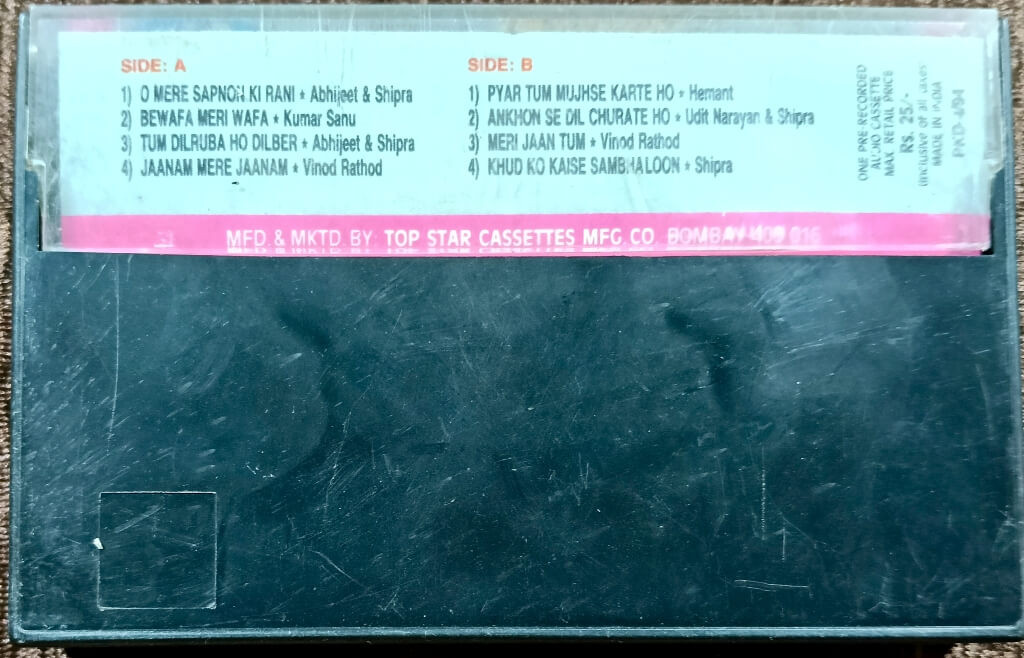 SIDE: A
1) O MERE SAPNON KI RANI ★ Abhijeet & Shipra
2) BEWAFA MERI WAFA ★ Kumar Sanu
3) TUM DILRUBA HO DILBER ★ Abhijeet & Shipra
4) JAANAM MERE JAANAM ★ Vinod Rathod
SIDE: B
1) PYAR TUM MUJHSE KARTE HO ★ Hemant
2) ANKHON SE DIL CHURATE HO ★ Udit Narayan & Shipra
3) MERI JAAN TUM ★ Vinod Rathod
4) KHUD KO KAISE SAMBHALOON ★ Shipra
ONE PRE-RECORDED
AUDIO CASSETTE
MAX RETAIL PRICE
Rs. 25/-
(inclusive of all taxes)
MADE IN INDIA
MFD. & MKTD. BY: TOP STAR CASSETTES MFG. CO. BOMBAY-400 016